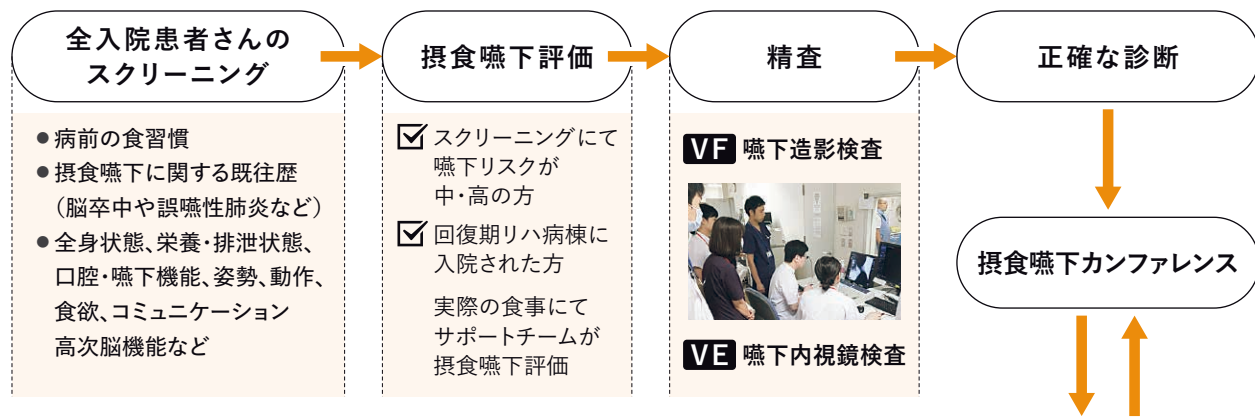 全入院患者さんの
スクリーニング
●病前の食習慣
●摂食嚥下に関する既往歴
（脳卒中や誤嚥性肺炎など）
●全身状態、栄養・排泄状態、
口腔・嚥下機能、姿勢、動作、
食欲、コミュニケーション
高次脳機能など
摂食嚥下評価
スクリーニングにて
嚥下リスクが
中・高の方
回復期リハ病棟に
入院された方
実際の食事にて
サポートチームが
摂食嚥下評価
精査
VF 嚥下造影検査
VE 嚥下内視鏡検査
正確な診断
摂食嚥下カンファレンス